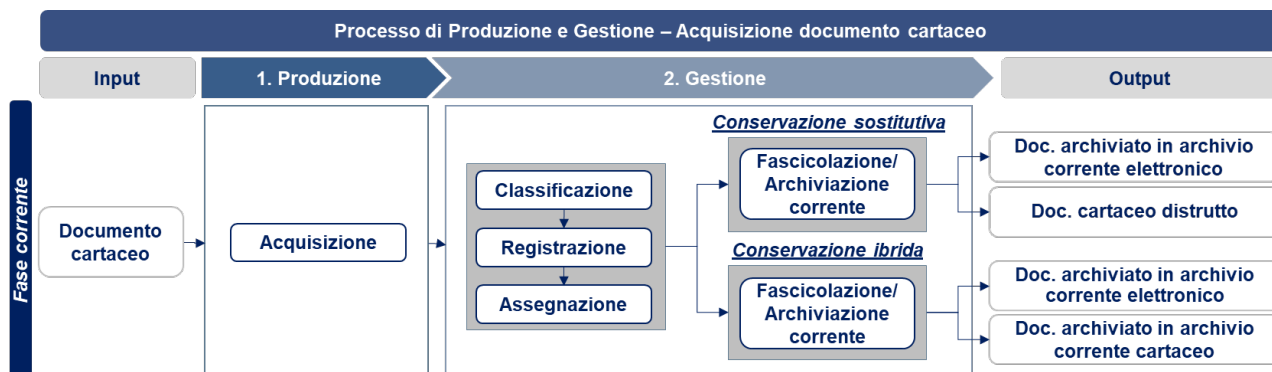 Processo di Produzione e Gestione – Acquisizione documento cartaceo
Input
1. Produzione
2. Gestione
Output
Fase corrente
Documento
cartaceo
Acquisizione
Classificazione
Registrazione
Assegnazione
Conservazione sostitutiva
Fascicolazione/
Archiviazione
corrente
Conservazione ibrida
Fascicolazione/
Archiviazione
corrente
Doc. archiviato in archivio
corrente elettronico
Doc. cartaceo distrutto
Doc. archiviato in archivio
corrente elettronico
Doc. archiviato in archivio
corrente cartaceo